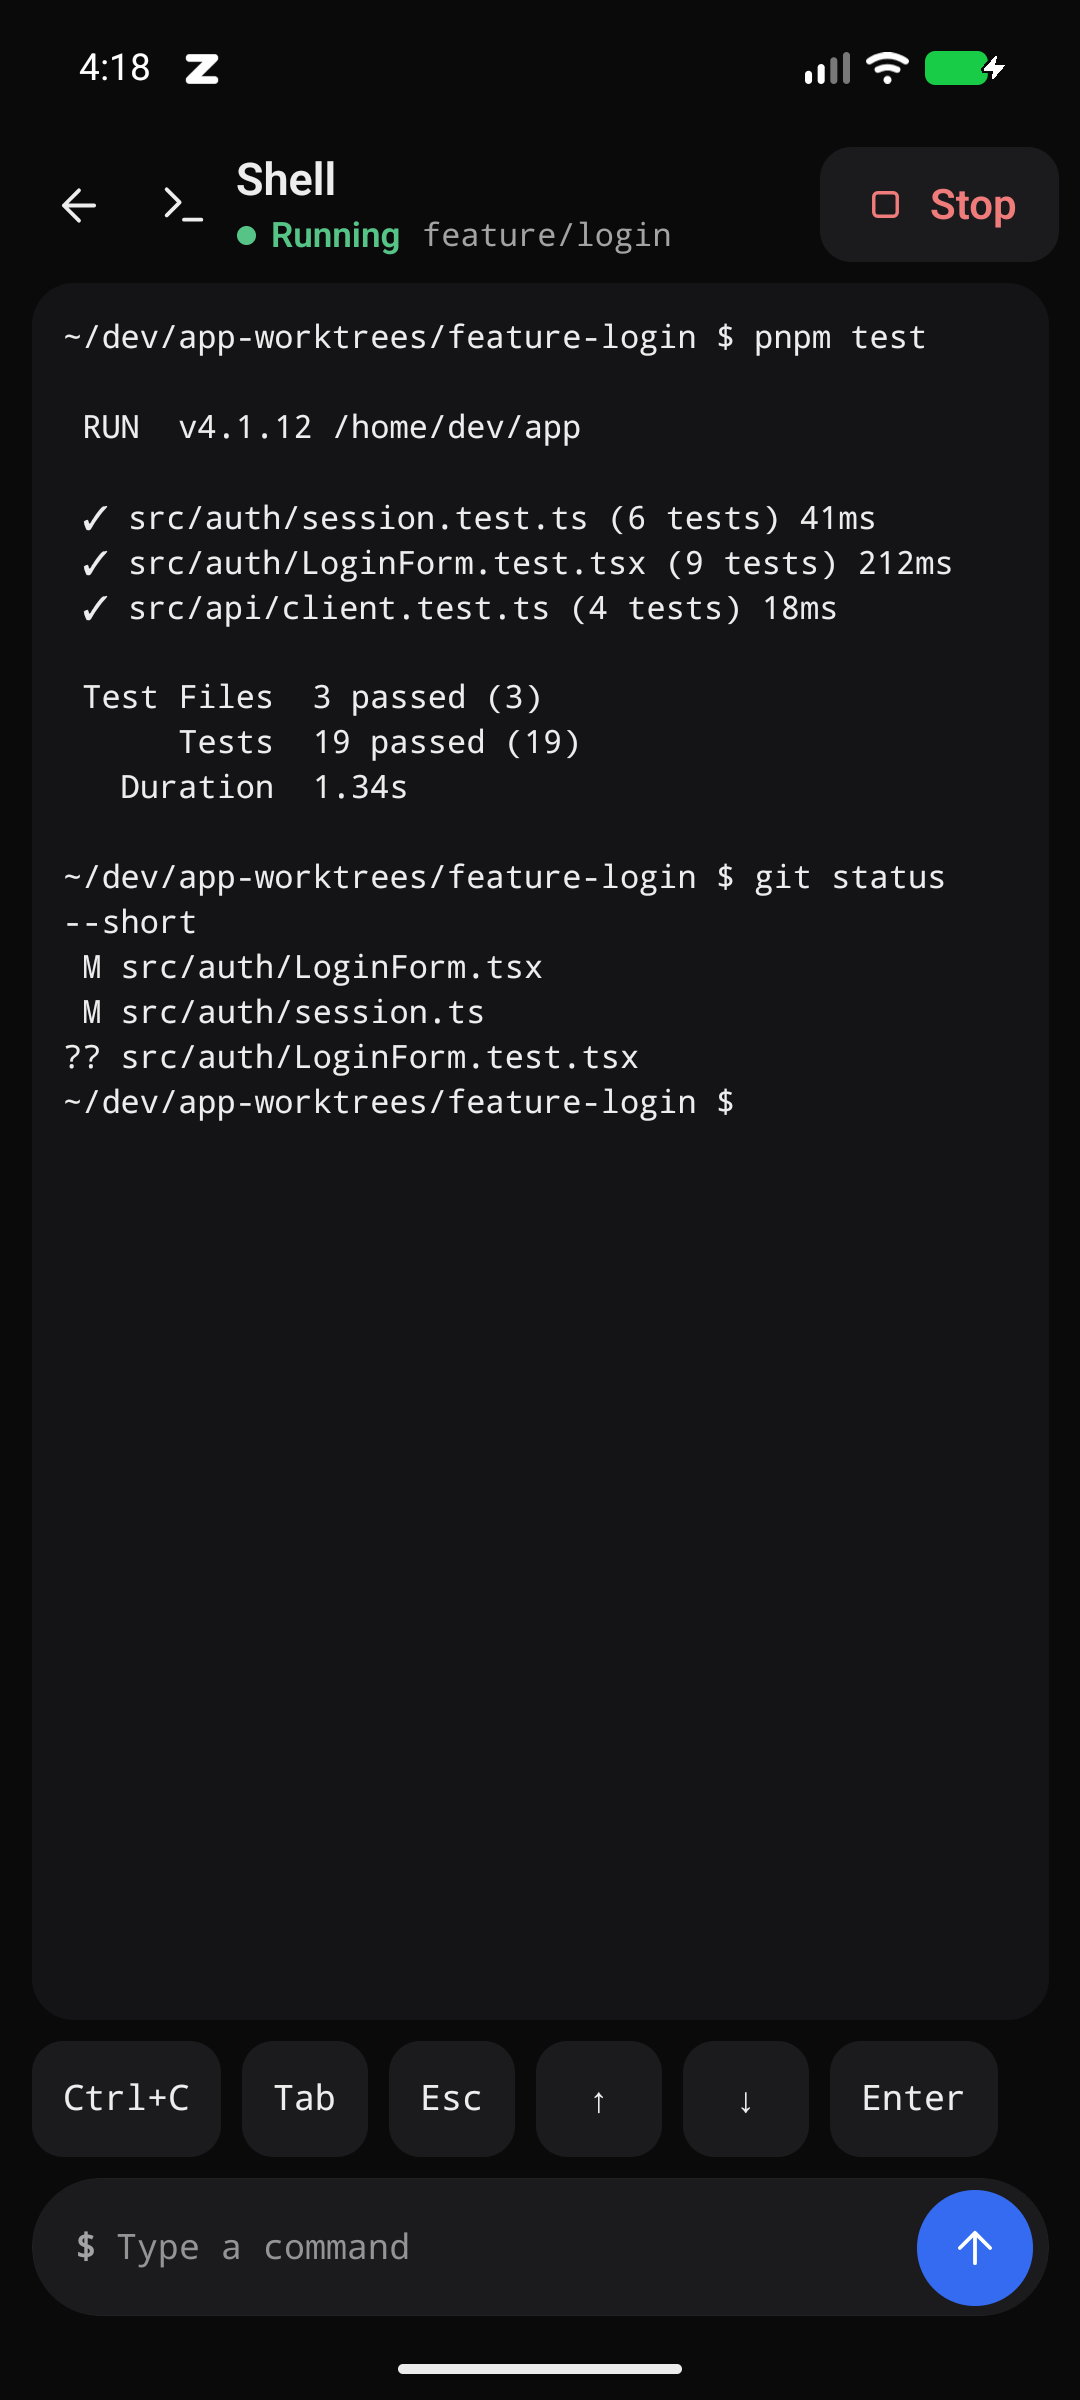 4:18
Shell
Stop
Running feature/login
~/dev/app-worktrees/feature-login $ pnpm test
RUN  v4.1.12 /home/dev/app
✓ src/auth/session.test.ts (6 tests) 41ms
✓ src/auth/LoginForm.test.tsx (9 tests) 212ms
✓ src/api/client.test.ts (4 tests) 18ms
Test Files  3 passed (3)
Tests  19 passed (19)
Duration  1.34s
~/dev/app-worktrees/feature-login $ git status
--short
M src/auth/LoginForm.tsx
M src/auth/session.ts
?? src/auth/LoginForm.test.tsx
~/dev/app-worktrees/feature-login $
Ctrl+C Tab Esc ↑ ↓ Enter
$ Type a command